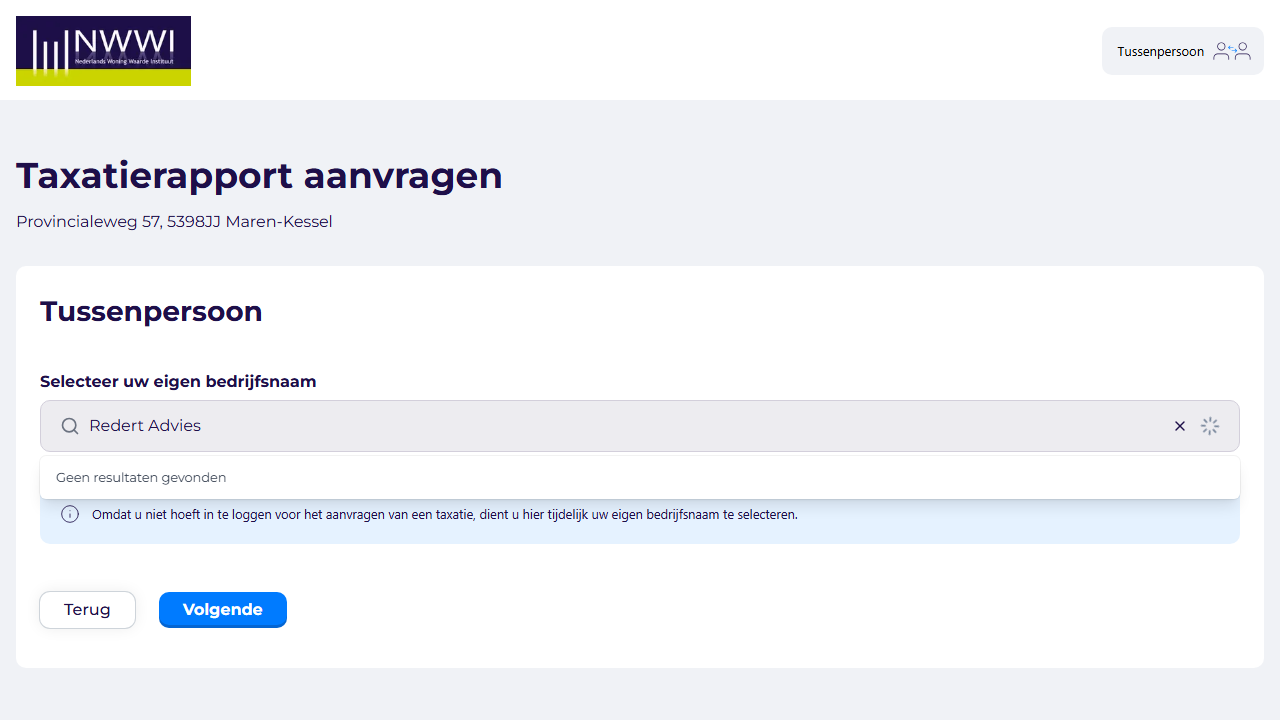 NWWI
Nederlands Woning Waarde Instituut
Tussenpersoon
Taxatierapport aanvragen
Provincialeweg 57, 5398JJ Maren-Kessel
Tussenpersoon
Selecteer uw eigen bedrijfsnaam
Redert Advies
Geen resultaten gevonden
Omdat u niet hoeft in te loggen voor het aanvragen van een taxatie, dient u hier tijdelijk uw eigen bedrijfsnaam te selecteren.
Terug
Volgende